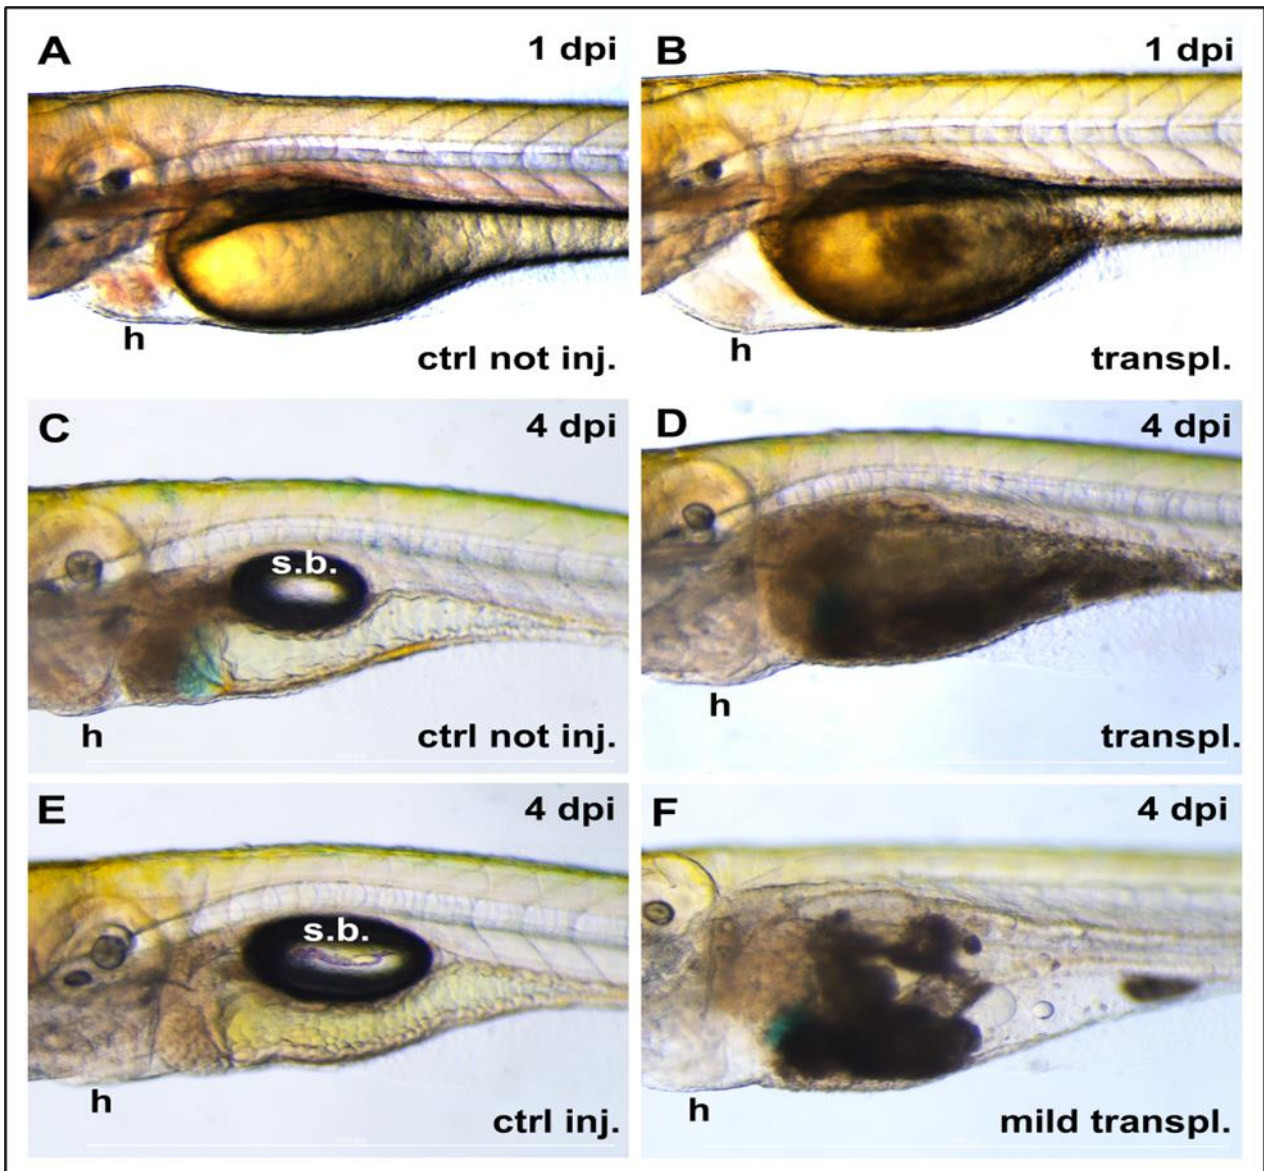 A 1 dpi
h
ctrl not inj.
B 1 dpi
h
transpl.
C 4 dpi
s.b.
h
ctrl not inj.
D 4 dpi
h
transpl.
E 4 dpi
s.b.
h
ctrl inj.
F 4 dpi
h
mild transpl.